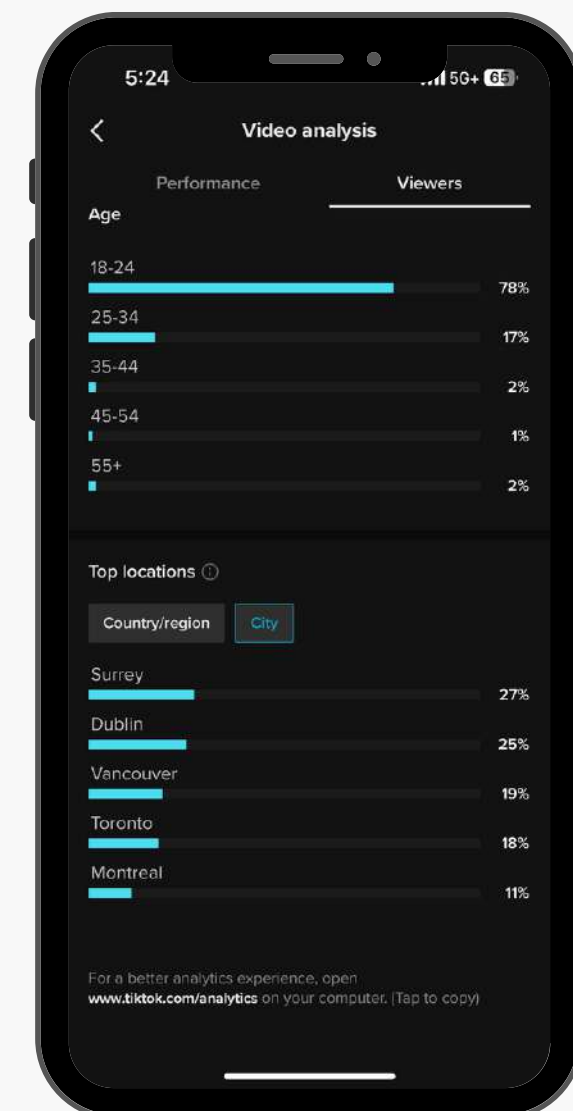 5:24 5G+ 65
Video analysis
Performance Viewers
Age
18-24
78%
25-34
17%
35-44
2%
45-54
1%
55+
2%
Top locations
Country/region City
Surrey
27%
Dublin
25%
Vancouver
19%
Toronto
18%
Montreal
11%
For a better analytics experience, open
www.tiktok.com/analytics on your computer. (Tap to copy)